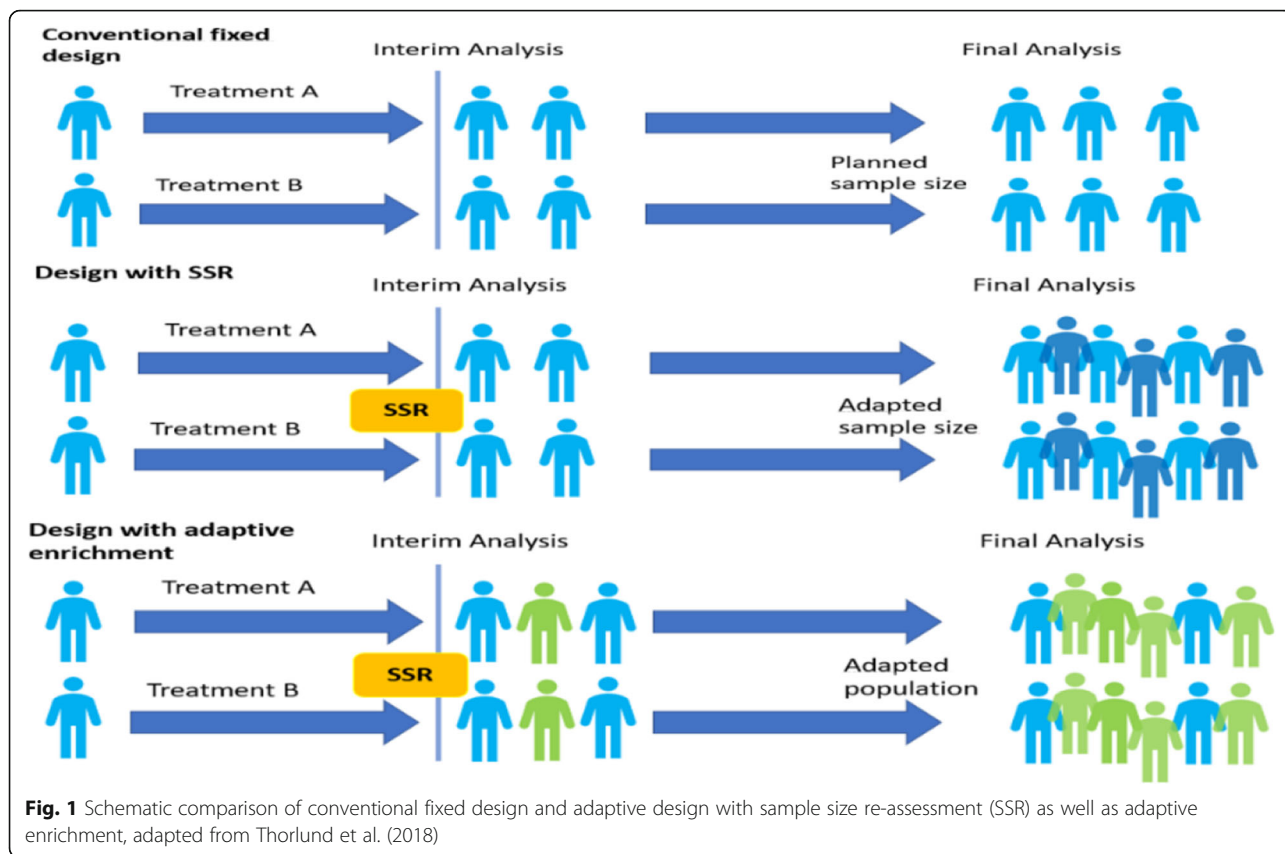 Conventional fixed
design
Interim Analysis
Final Analysis
Treatment A
Treatment B
Planned
sample size
Design with SSR
Interim Analysis
Final Analysis
Treatment A
SSR
Treatment B
Adapted
sample size
Design with adaptive
enrichment
Interim Analysis
Final Analysis
Treatment A
SSR
Treatment B
Adapted
population
Fig. 1 Schematic comparison of conventional fixed design and adaptive design with sample size re-assessment (SSR) as well as adaptive
enrichment, adapted from Thorlund et al. (2018)